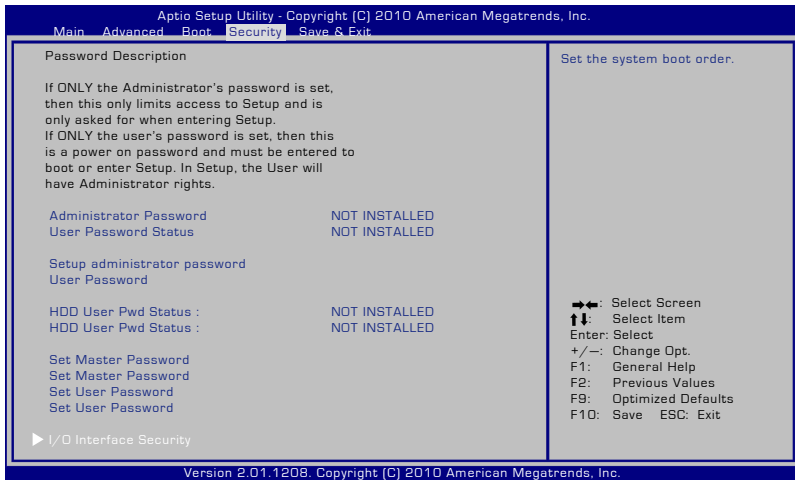 Aptio Setup Utility - Copyright (C) 2010 American Megatrends, Inc.
Main Advanced Boot Security Save & Exit
Password Description
If ONLY the Administrator's password is set,
then this only limits access to Setup and is
only asked for when entering Setup.
If ONLY the user's password is set, then this
is a power on password and must be entered to
boot or enter Setup. In Setup, the User will
have Administrator rights.
Administrator Password NOT INSTALLED
User Password Status NOT INSTALLED
Setup administrator password
User Password
HDD User Pwd Status : NOT INSTALLED
HDD User Pwd Status : NOT INSTALLED
Set Master Password
Set Master Password
Set User Password
Set User Password
I/O Interface Security
Set the system boot order.
→←: Select Screen
↑↓: Select Item
Enter: Select
+/—: Change Opt.
F1: General Help
F2: Previous Values
F9: Optimized Defaults
F10: Save ESC: Exit
Version 2.01.1208. Copyright (C) 2010 American Megatrends, Inc.